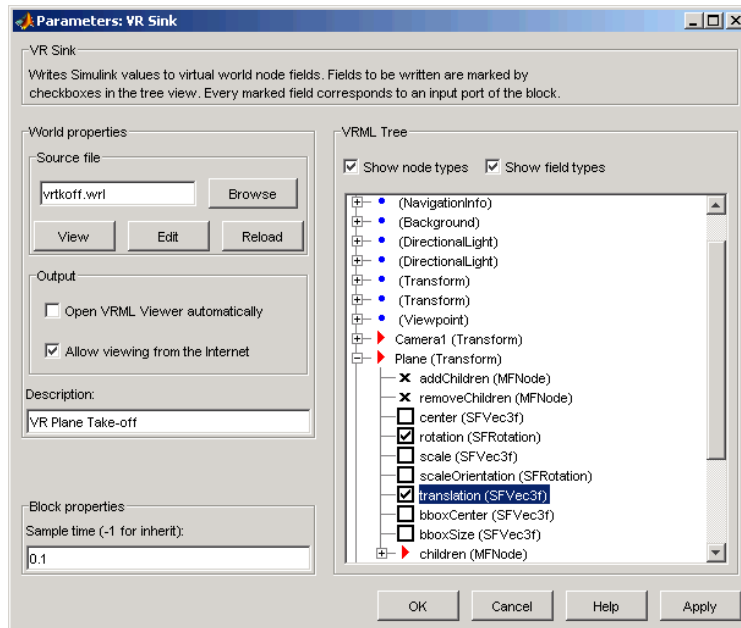 Parameters: VR Sink
VR Sink
Writes Simulink values to virtual world node fields. Fields to be written are marked by
checkboxes in the tree view. Every marked field corresponds to an input port of the block.
World properties
Source file
vrtkoff.wrl
Browse
View
Edit
Reload
Output
Open VRML Viewer automatically
Allow viewing from the Internet
Description:
VR Plane Take-off
Block properties
Sample time (-1 for inherit):
0.1
VRML Tree
Show node types
Show field types
(NavigationInfo)
(Background)
(DirectionalLight)
(DirectionalLight)
(Transform)
(Transform)
(Viewpoint)
Camera1 (Transform)
Plane (Transform)
addChildren (MFNode)
removeChildren (MFNode)
center (SFVec3f)
rotation (SFRotation)
scale (SFVec3f)
scaleOrientation (SFRotation)
translation (SFVec3f)
bboxCenter (SFVec3f)
bboxSize (SFVec3f)
children (MFNode)
OK
Cancel
Help
Apply